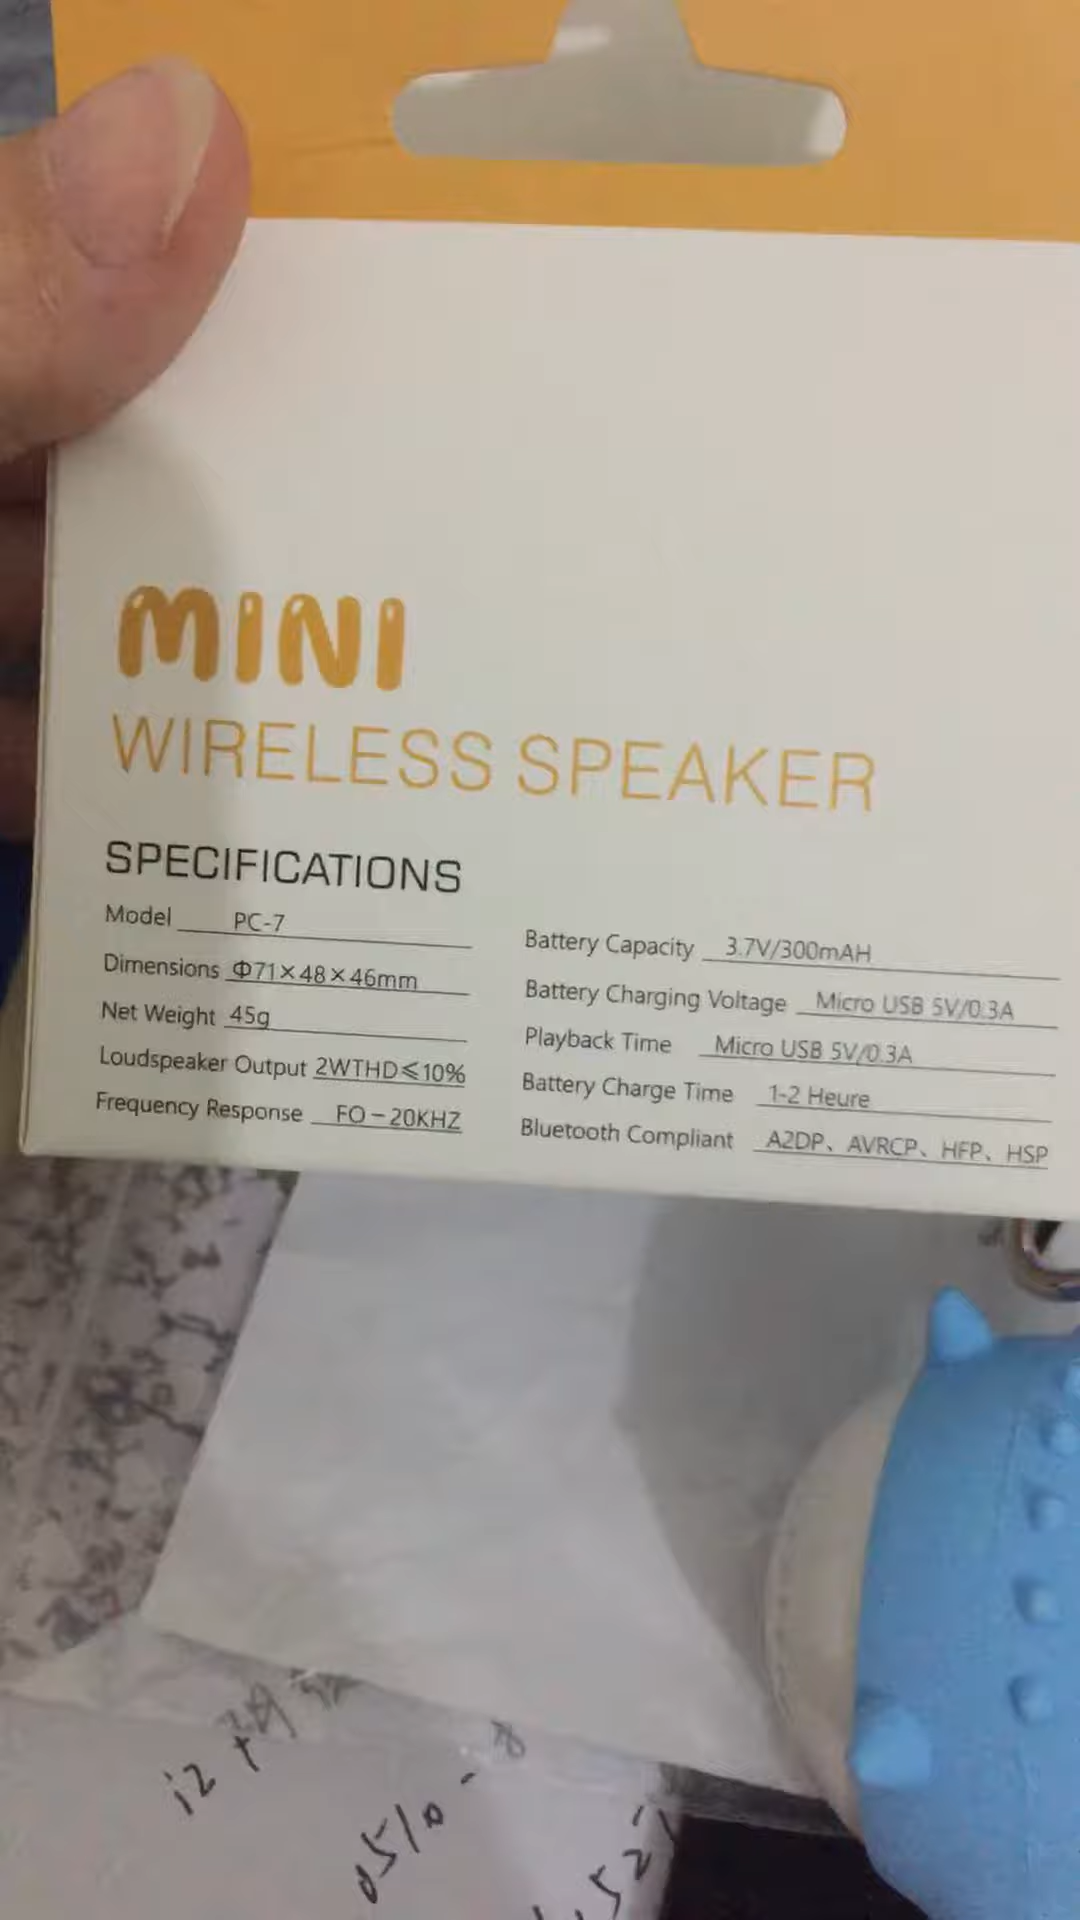 MINI
WIRELESS SPEAKER
SPECIFICATIONS
Model PC-7
Dimensions Φ71×48×46mm
Net Weight 45g
Loudspeaker Output 2WTHD≤10%
Frequency Response FO-20KHZ
Battery Capacity 3.7V/300mAH
Battery Charging Voltage Micro USB 5V/0.3A
Playback Time Micro USB 5V/0.3A
Battery Charge Time 1-2 Heure
Bluetooth Compliant A2DP、AVRCP、HFP、HSP